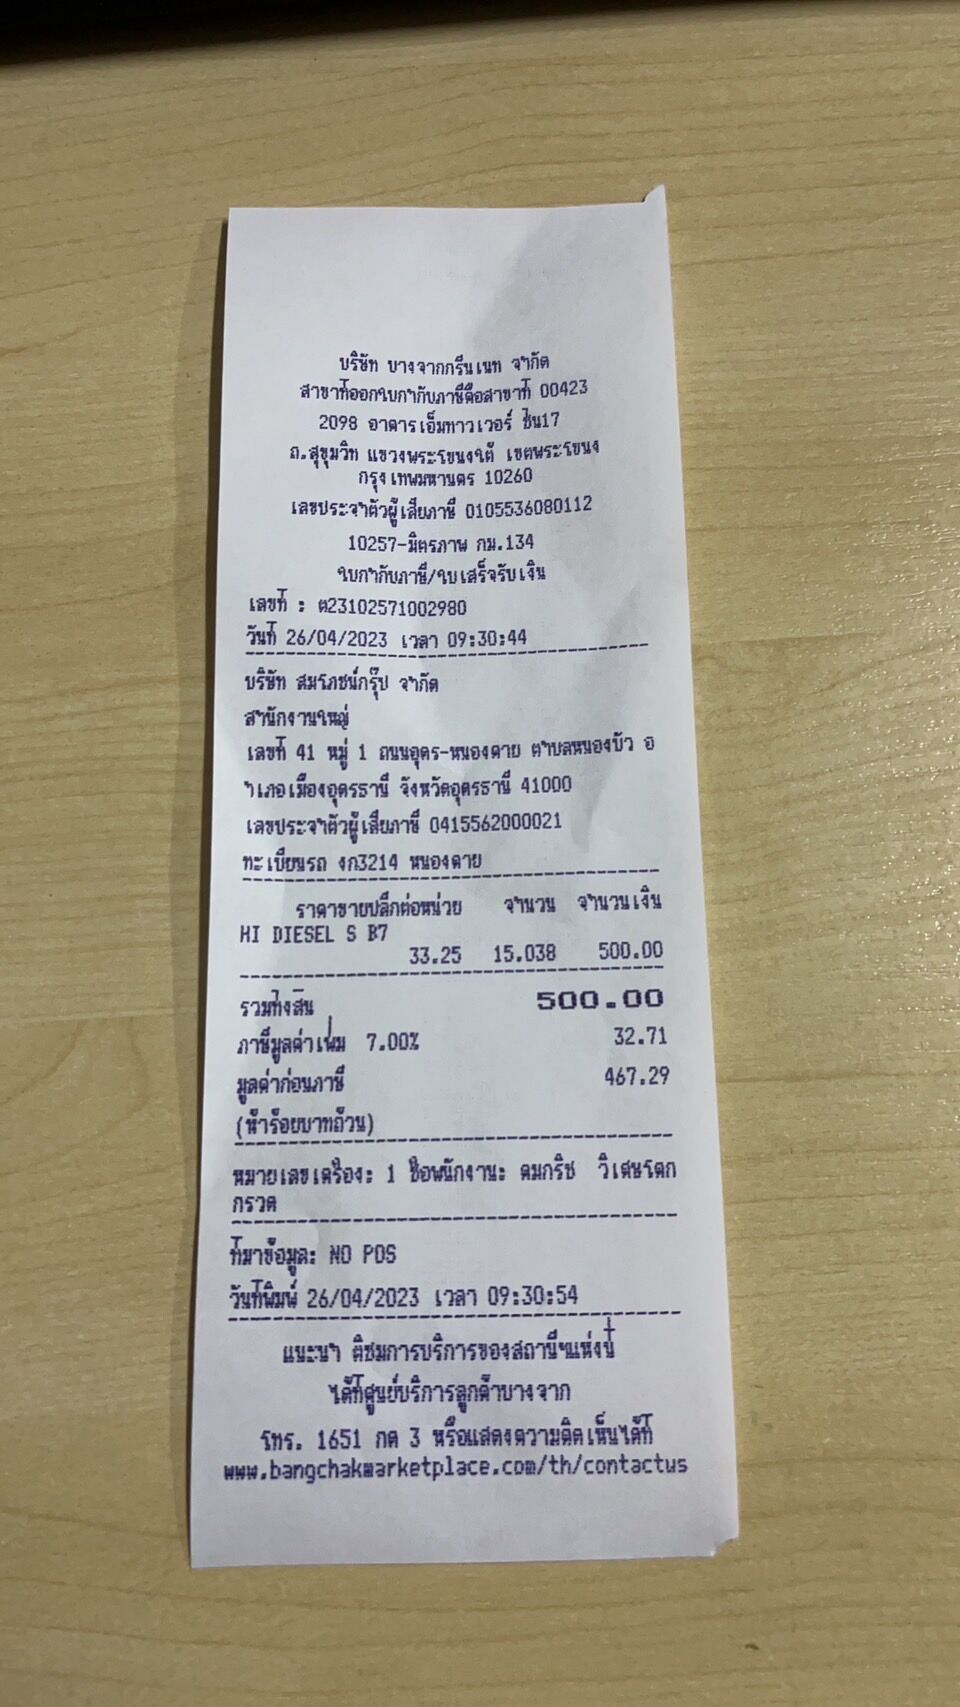 บริษัท บางจากกรีนเนท จำกัด
สาขาที่ออกใบกำกับภาษีคือสาขาที่ 00423
2098 อาคารเอ็มทาวเวอร์ ชั้น17
ถ.สุขุมวิท แขวงพระโขนงใต้ เขตพระโขนง
กรุงเทพมหานคร 10260
เลขประจำตัวผู้เสียภาษี 0105536080112
10257-มิตรภาพ กม.134
ใบกำกับภาษี/ใบเสร็จรับเงิน
เลขที่ : ต23102571002980
วันที่ 26/04/2023 เวลา 09:30:44
บริษัท สมโภชน์กรุ๊ป จำกัด
สำนักงานใหญ่
เลขที่ 41 หมู่ 1 ถนนอุดร-หนองคาย ตำบลหนองบัว อ
ำเภอเมืองอุดรธานี จังหวัดอุดรธานี 41000
เลขประจำตัวผู้เสียภาษี 0415562000021
ทะเบียนรถ งก3214 หนองคาย
ราคาขายปลีกต่อหน่วย จำนวน จำนวนเงิน
HI DIESEL S B7
33.25 15.038 500.00
รวมทั้งสิ้น 500.00
ภาษีมูลค่าเพิ่ม 7.00% 32.71
มูลค่าก่อนภาษี 467.29
(ห้าร้อยบาทถ้วน)
หมายเลขเครื่อง: 1 ชื่อพนักงาน: คมกริช วิเศษโคก
กรวด
ที่มาข้อมูล: NO POS
วันที่พิมพ์ 26/04/2023 เวลา 09:30:54
แนะนำ ติชมการบริการของสถานีฯแห่งนี้
ได้ที่ศูนย์บริการลูกค้าบางจาก
โทร. 1651 กด 3 หรือแสดงความคิดเห็นได้ที่
www.bangchakmarketplace.com/th/contactus